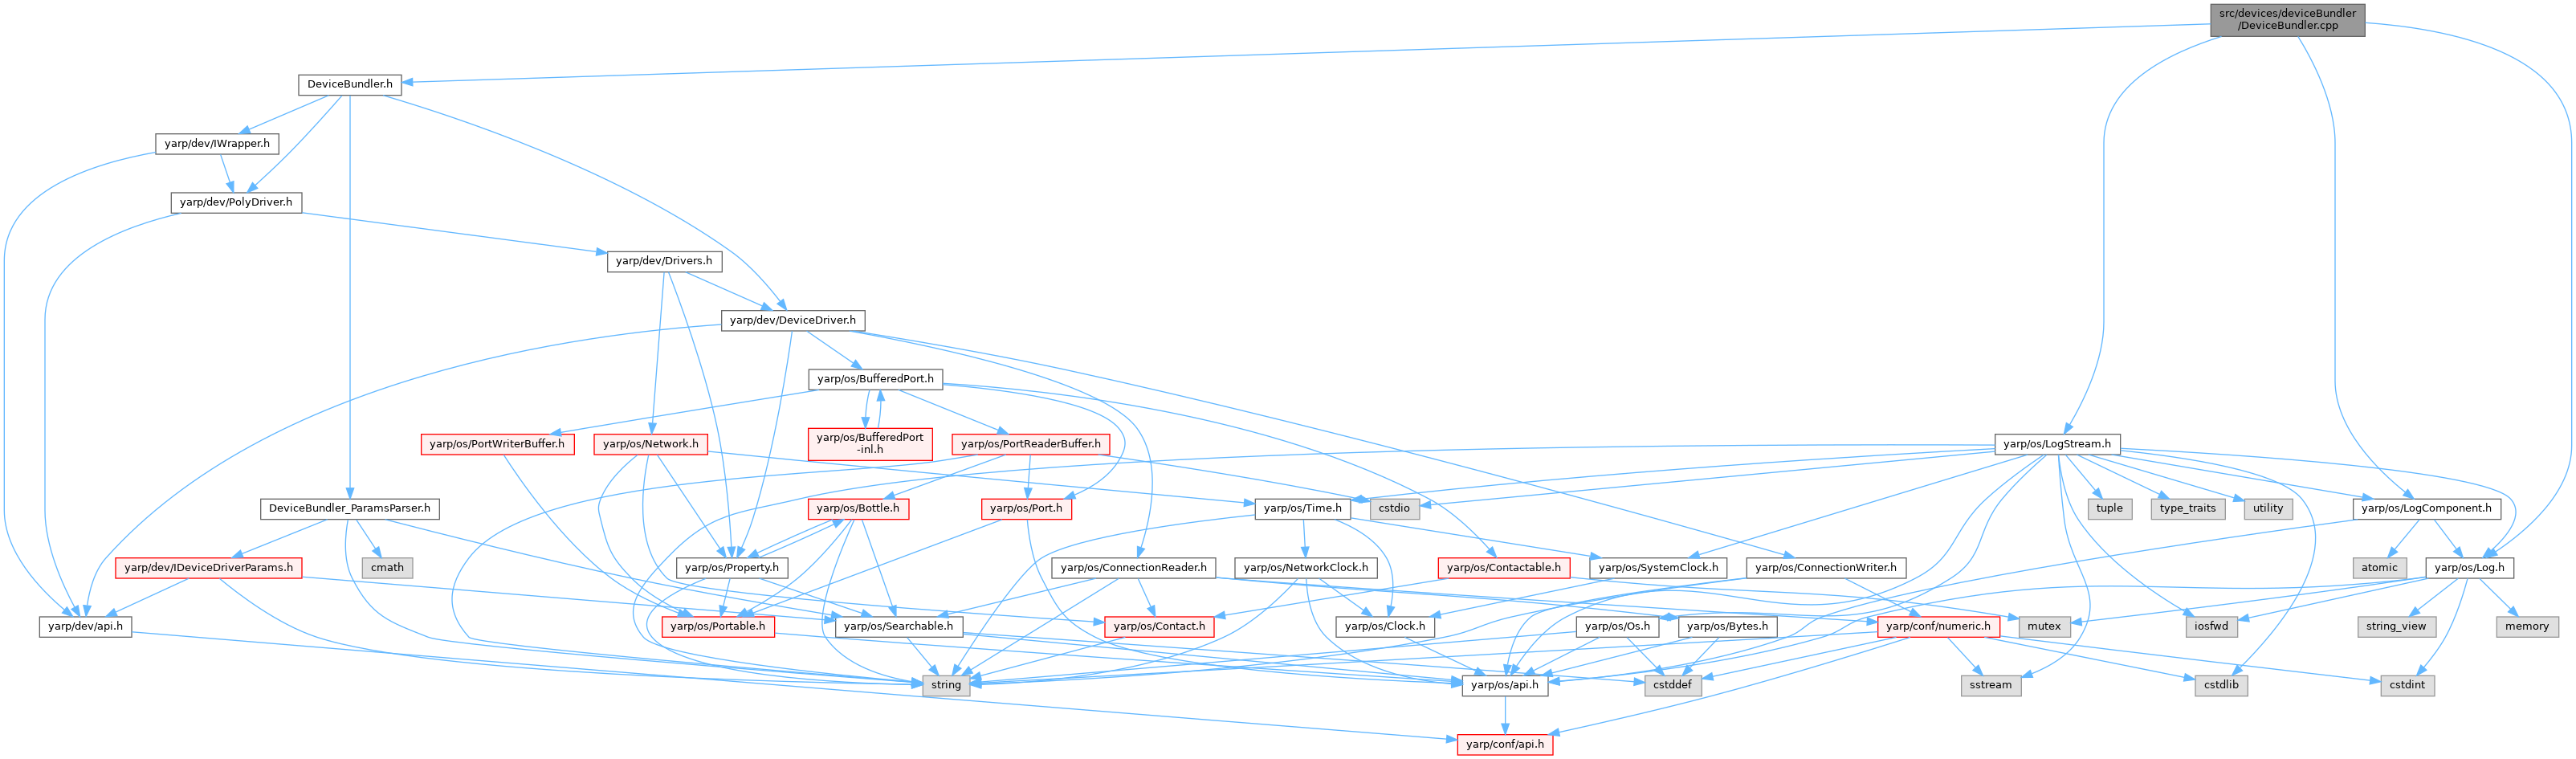 src/devices/deviceBundler
/DeviceBundler.cpp
DeviceBundler.h
yarp/dev/IWrapper.h
yarp/dev/PolyDriver.h
yarp/dev/Drivers.h
yarp/dev/DeviceDriver.h
yarp/os/BufferedPort.h
yarp/os/PortWriterBuffer.h
yarp/os/Network.h
yarp/os/BufferedPort
-inl.h
yarp/os/PortReaderBuffer.h
yarp/os/LogStream.h
DeviceBundler_ParamsParser.h
yarp/os/Bottle.h
yarp/os/Port.h
yarp/os/Time.h
cstdio
tuple
type_traits
utility
yarp/os/LogComponent.h
yarp/dev/IDeviceDriverParams.h
cmath
yarp/os/Property.h
yarp/os/ConnectionReader.h
yarp/os/NetworkClock.h
yarp/os/Contactable.h
yarp/os/SystemClock.h
yarp/os/ConnectionWriter.h
atomic
yarp/os/Log.h
yarp/dev/api.h
yarp/os/Portable.h
yarp/os/Searchable.h
yarp/os/Contact.h
yarp/os/Clock.h
yarp/os/Os.h
yarp/os/Bytes.h
yarp/conf/numeric.h
mutex
iosfwd
string_view
memory
string
yarp/os/api.h
cstddef
sstream
cstdlib
cstdint
yarp/conf/api.h